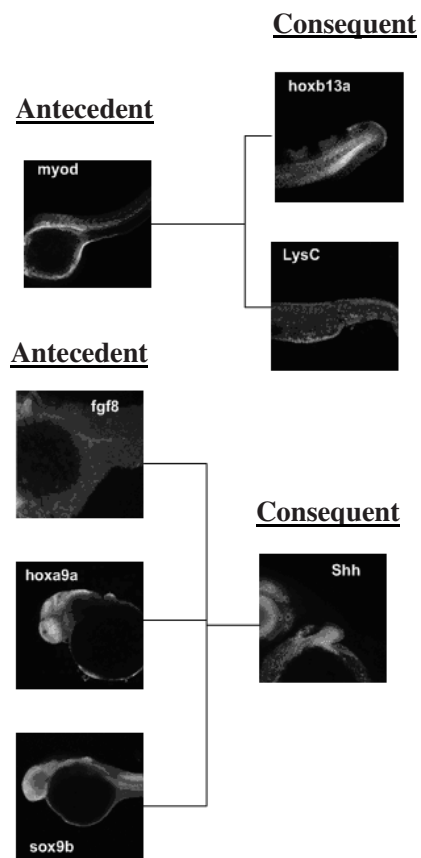 Consequent
hoxb13a
Antecedent
myod
LysC
Antecedent
fgf8
Consequent
hoxa9a
Shh
sox9b